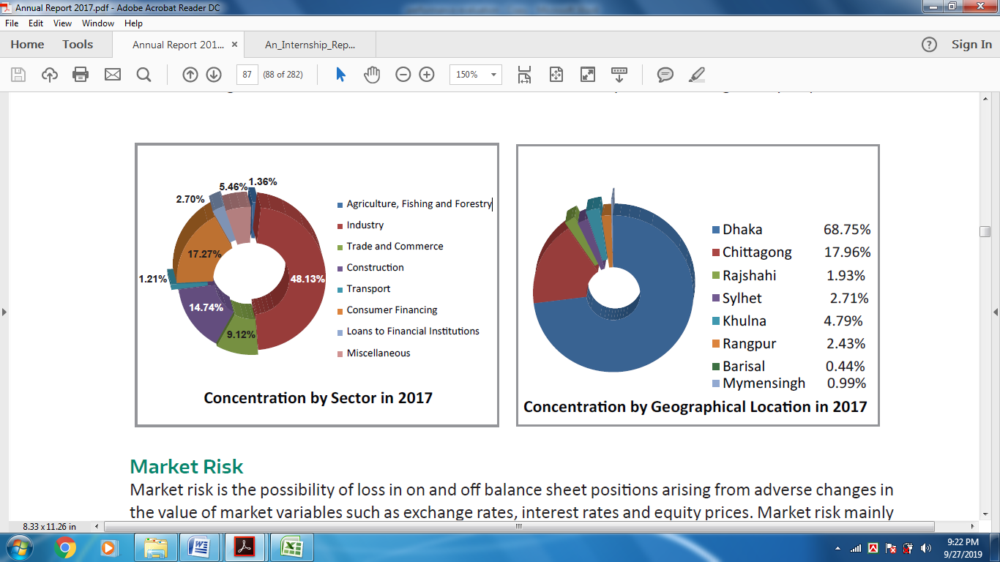 Annual Report 2017.pdf - Adobe Acrobat Reader DC
File Edit View Window Help
Home Tools Annual Report 201... × An_Internship_Rep... Sign In
87 (88 of 282) 150%
5.46% 1.36%
2.70%
17.27%
1.21%
48.13%
14.74%
9.12%
Agriculture, Fishing and Forestry
Industry
Trade and Commerce
Construction
Transport
Consumer Financing
Loans to Financial Institutions
Miscellaneous
Concentration by Sector in 2017
Dhaka 68.75%
Chittagong 17.96%
Rajshahi 1.93%
Sylhet 2.71%
Khulna 4.79%
Rangpur 2.43%
Barisal 0.44%
Mymensingh 0.99%
Concentration by Geographical Location in 2017
Market Risk
Market risk is the possibility of loss in on and off balance sheet positions arising from adverse changes in
the value of market variables such as exchange rates, interest rates and equity prices. Market risk mainly
8.33 x 11.26 in
9:22 PM
9/27/2019